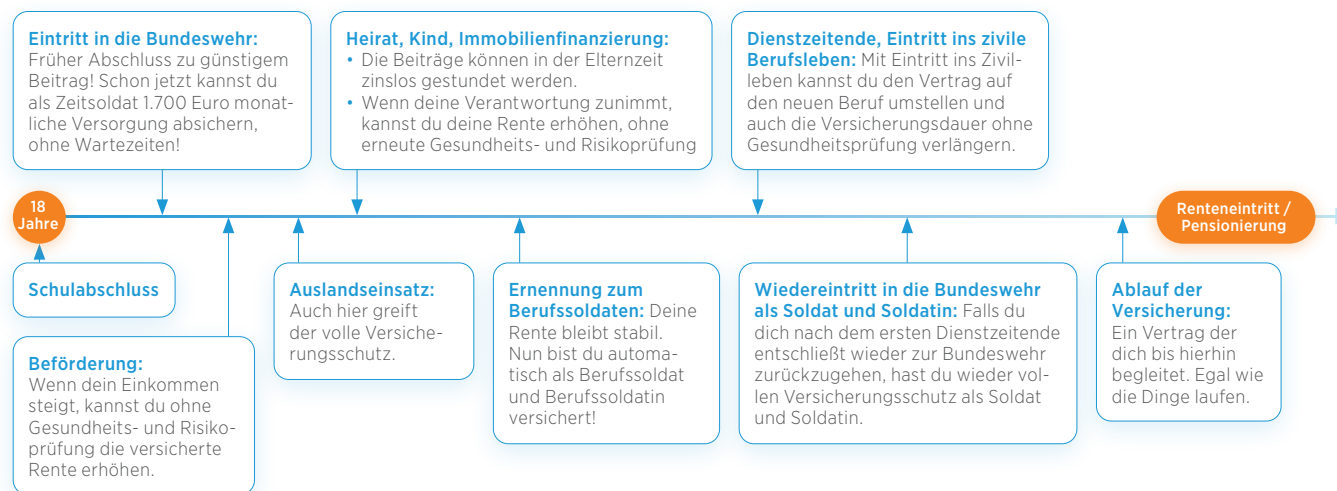 Eintritt in die Bundeswehr:
Früher Abschluss zu günstigem
Beitrag! Schon jetzt kannst du
als Zeitsoldat 1.700 Euro monat-
liche Versorgung absichern,
ohne Wartezeiten!
Heirat, Kind, Immobilienfinanzierung:
• Die Beiträge können in der Elternzeit
zinslos gestundet werden.
• Wenn deine Verantwortung zunimmt,
kannst du deine Rente erhöhen, ohne
erneute Gesundheits- und Risikoprüfung
Dienstzeitende, Eintritt ins zivile
Berufsleben: Mit Eintritt ins Zivil-
leben kannst du den Vertrag auf
den neuen Beruf umstellen und
auch die Versicherungsdauer ohne
Gesundheitsprüfung verlängern.
18
Jahre
Renteneintritt /
Pensionierung
Schulabschluss
Beförderung:
Wenn dein Einkommen
steigt, kannst du ohne
Gesundheits- und Risiko-
prüfung die versicherte
Rente erhöhen.
Auslandseinsatz:
Auch hier greift
der volle Versiche-
rungsschutz.
Ernennung zum
Berufssoldaten: Deine
Rente bleibt stabil.
Nun bist du automa-
tisch als Berufssoldat
und Berufssoldatin
versichert!
Wiedereintritt in die Bundeswehr
als Soldat und Soldatin: Falls du
dich nach dem ersten Dienstzeitende
entschließt wieder zur Bundeswehr
zurückzugehen, hast du wieder vol-
len Versicherungsschutz als Soldat
und Soldatin.
Ablauf der
Versicherung:
Ein Vertrag der
dich bis hierhin
begleitet. Egal wie
die Dinge laufen.